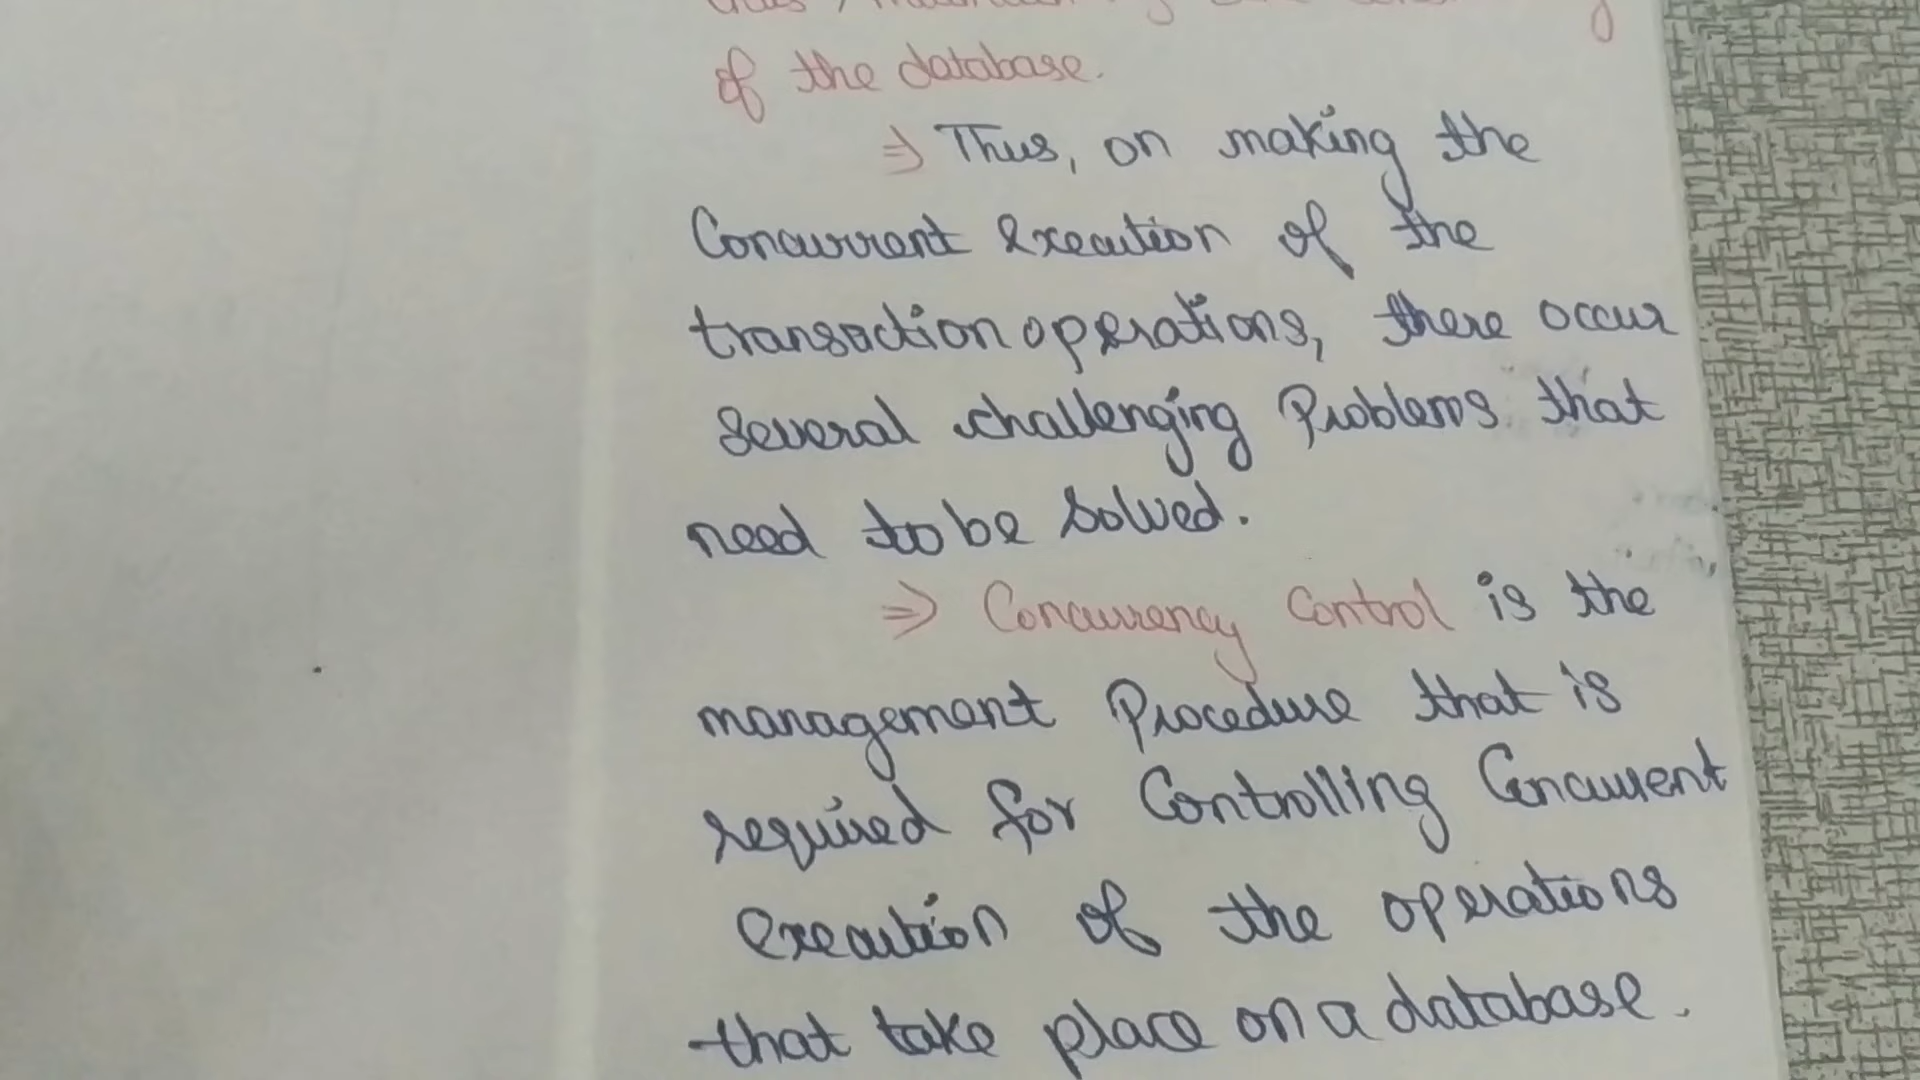 of the database.
⇒ Thus, on making the
Concurrent execution of the
transaction operations, there occur
several challenging Problems that
need to be solved.
⇒ Concurrency Control is the
management Procedure that is
required for Controlling Concurrent
execution of the operations
that take place on a database.